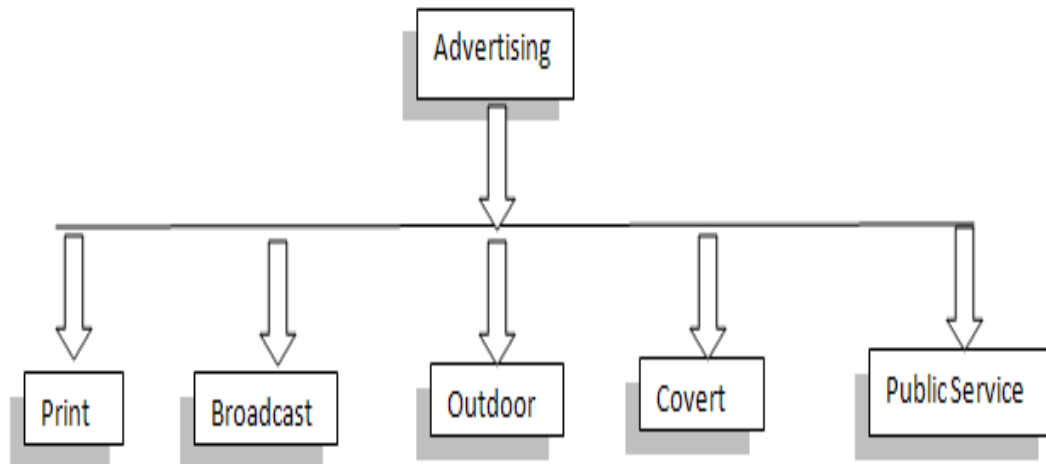 Advertising
Print
Broadcast
Outdoor
Covert
Public Service